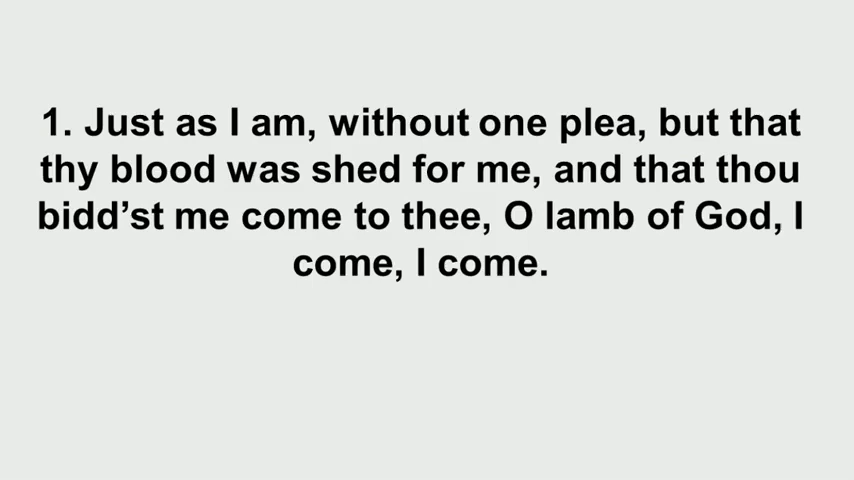 1. Just as I am, without one plea, but that
thy blood was shed for me, and that thou
bidd’st me come to thee, O lamb of God, I
come, I come.